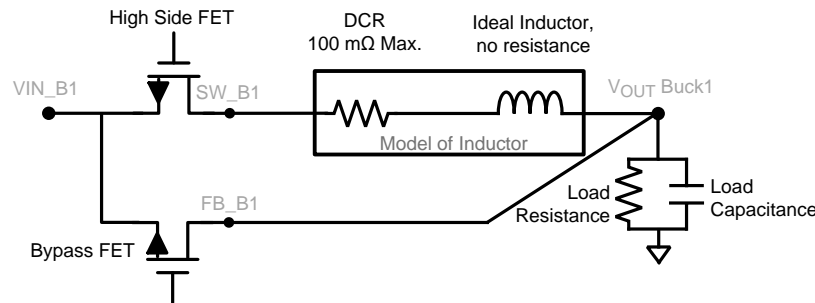 High Side FET
DCR
100 mΩ Max.
Ideal Inductor,
no resistance
VIN_B1
SW_B1
VOUT Buck1
Model of Inductor
FB_B1
Load
Resistance
Load
Capacitance
Bypass FET